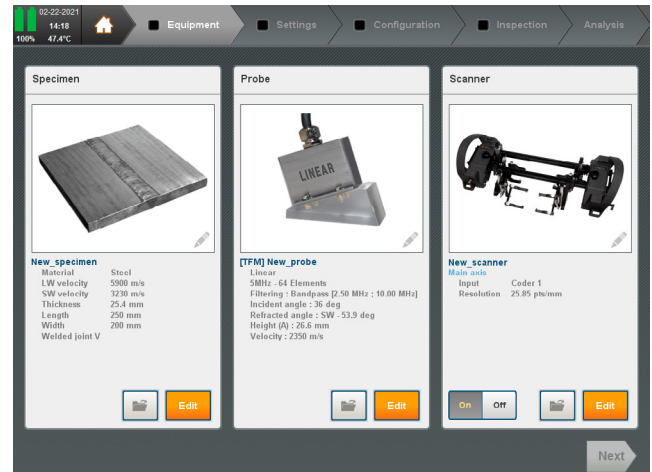 02-22-2021
14:18
100% 47.4°C
Equipment
Settings
Configuration
Inspection
Analysis
Specimen
New_specimen
Material Steel
LW velocity 5900 m/s
SW velocity 3230 m/s
Thickness 25.4 mm
Length 250 mm
Width 200 mm
Welded joint V
Edit
Probe
LINEAR
[TFM] New_probe
Linear
5MHz - 64 Elements
Filtering : Bandpass [2.50 MHz ; 10.00 MHz]
Incident angle : 36 deg
Refracted angle : SW - 53.9 deg
Height (A) : 26.6 mm
Velocity : 2350 m/s
Edit
Scanner
New_scanner
Main axis
Input Coder 1
Resolution 25.85 pts/mm
On Off
Edit
Next